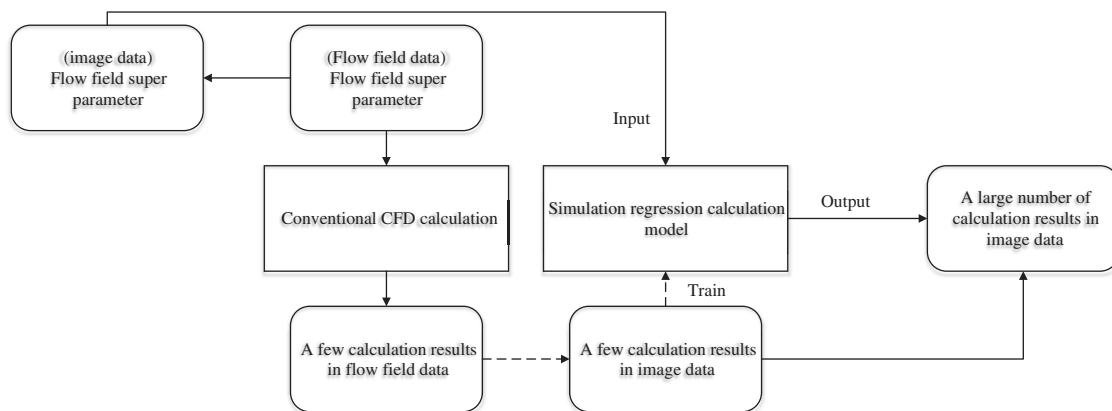 (image data)
Flow field super
parameter
(Flow field data)
Flow field super
parameter
Input
Conventional CFD calculation
Simulation regression calculation
model
Output
A large number of
calculation results in
image data
Train
A few calculation results
in flow field data
A few calculation results
in image data